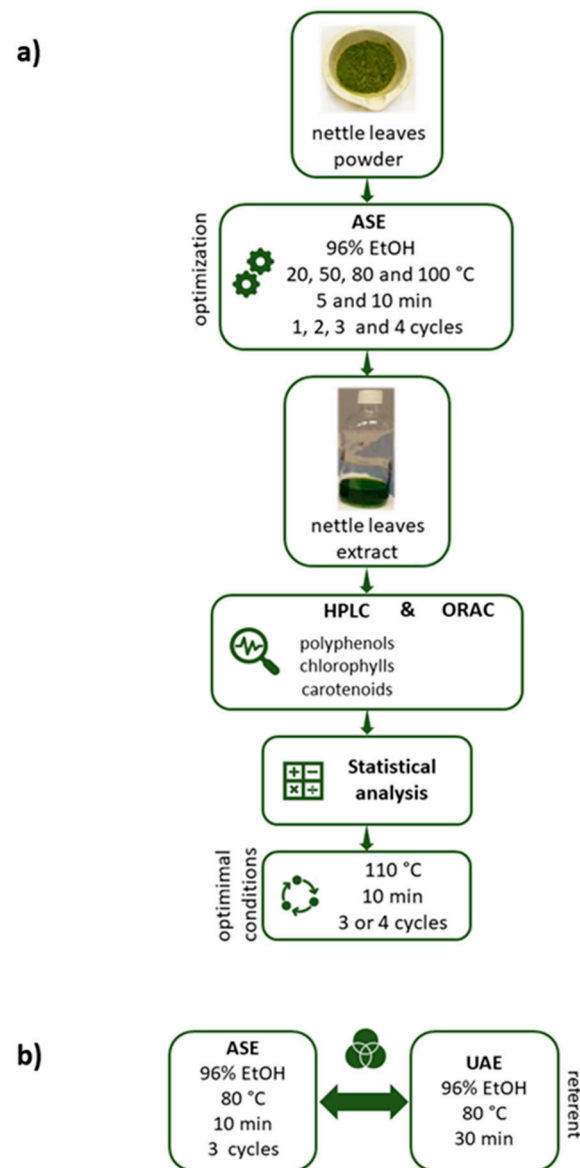 a)
nettle leaves
powder
optimization
ASE
96% EtOH
20, 50, 80 and 100 °C
5 and 10 min
1, 2, 3 and 4 cycles
nettle leaves
extract
HPLC & ORAC
polyphenols
chlorophylls
carotenoids
Statistical
analysis
optimimal
conditions
110 °C
10 min
3 or 4 cycles
b)
ASE
96% EtOH
80 °C
10 min
3 cycles
UAE
96% EtOH
80 °C
30 min
referent